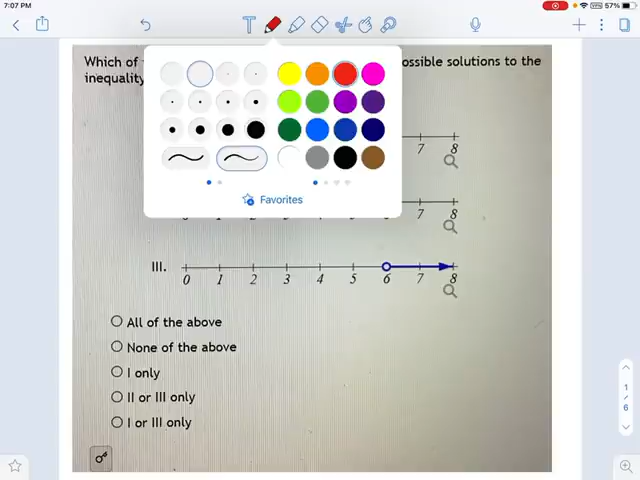 7:07 PM
VPN 57%
T
Which of
ossible solutions to the
inequality
7 8
7 8
Favorites
III.
0 1 2 3 4 5 6 7 8
All of the above
None of the above
I only
II or III only
I or III only
1
/
6